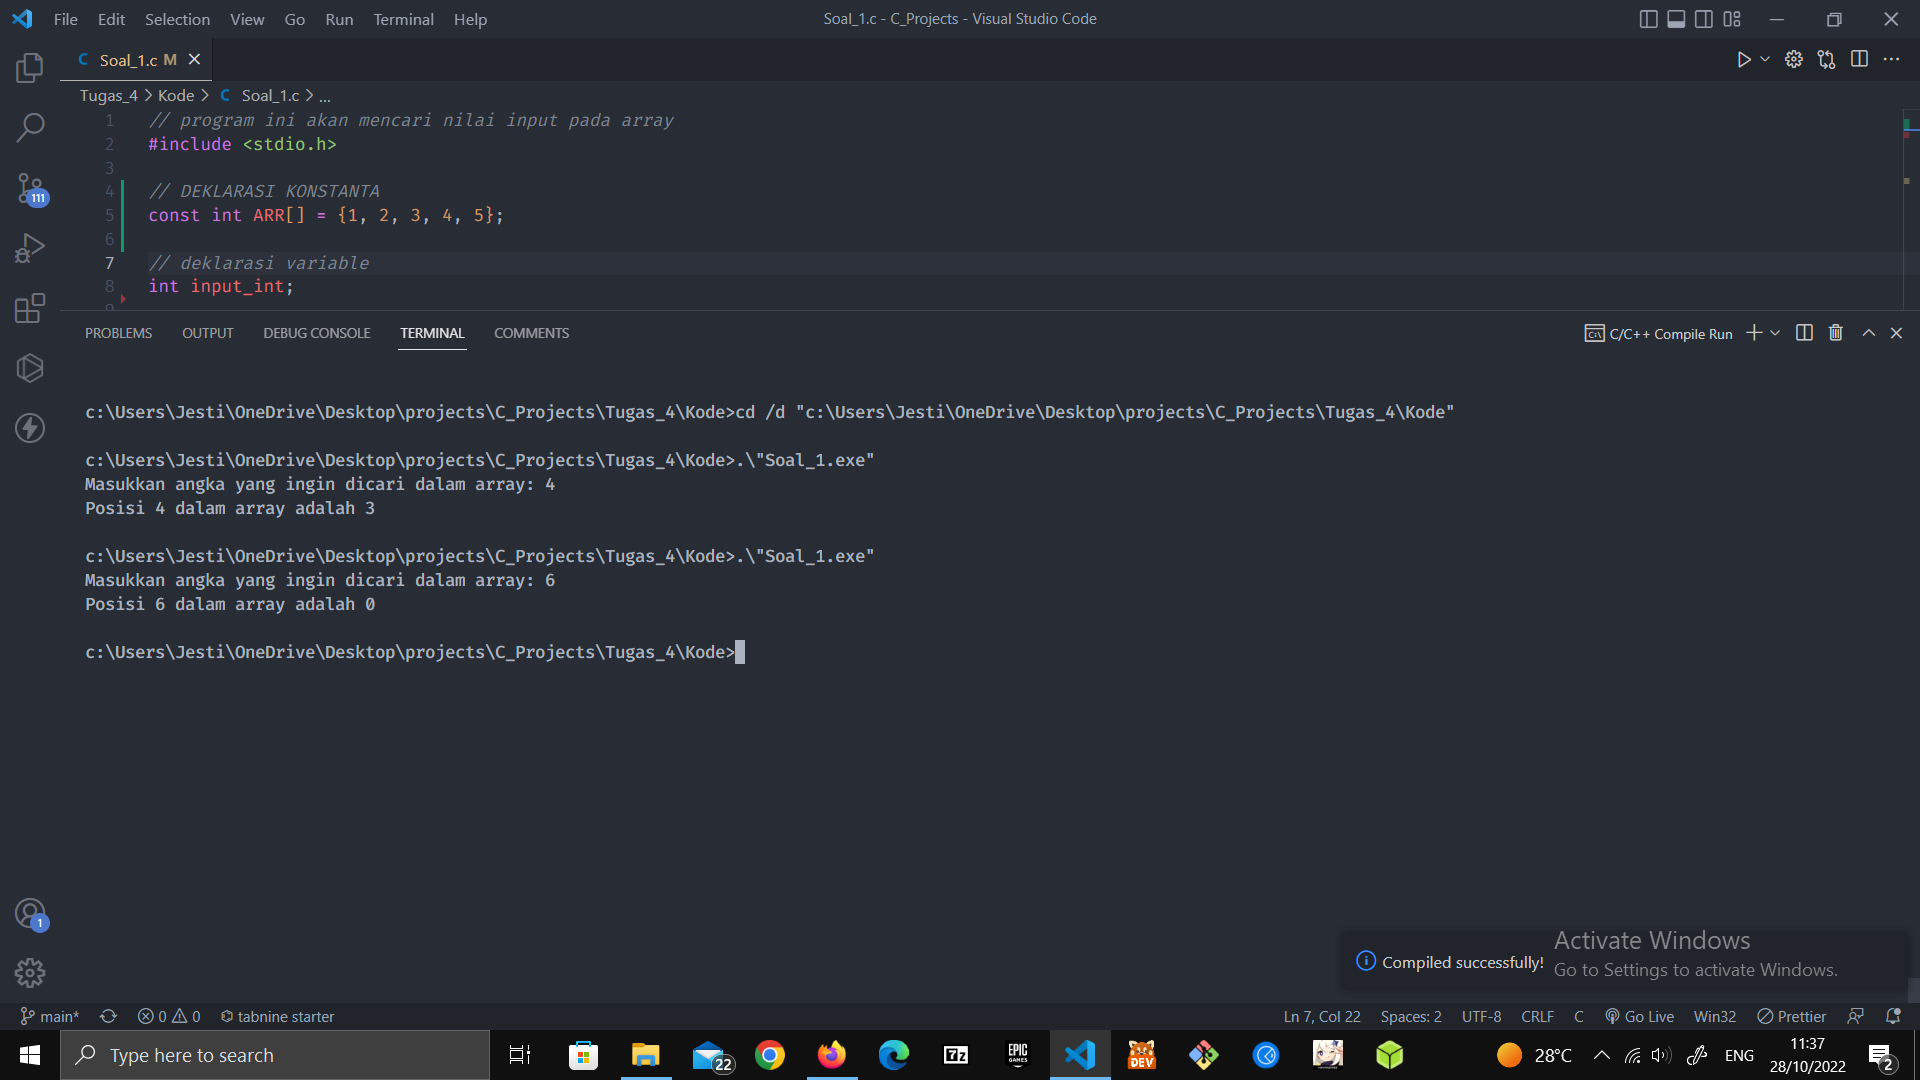 File Edit Selection View Go Run Terminal Help
Soal_1.c - C_Projects - Visual Studio Code
C Soal_1.c M
Tugas_4 > Kode > C Soal_1.c > ...
1 // program ini akan mencari nilai input pada array
2 #include <stdio.h>
3
4 // DEKLARASI KONSTANTA
5 const int ARR[] = {1, 2, 3, 4, 5};
6
7 // deklarasi variable
8 int input_int;
9
111
PROBLEMS OUTPUT DEBUG CONSOLE TERMINAL COMMENTS
C/C++ Compile Run
c:\Users\Jesti\OneDrive\Desktop\projects\C_Projects\Tugas_4\Kode>cd /d "c:\Users\Jesti\OneDrive\Desktop\projects\C_Projects\Tugas_4\Kode"
c:\Users\Jesti\OneDrive\Desktop\projects\C_Projects\Tugas_4\Kode>.\"Soal_1.exe"
Masukkan angka yang ingin dicari dalam array: 4
Posisi 4 dalam array adalah 3
c:\Users\Jesti\OneDrive\Desktop\projects\C_Projects\Tugas_4\Kode>.\"Soal_1.exe"
Masukkan angka yang ingin dicari dalam array: 6
Posisi 6 dalam array adalah 0
c:\Users\Jesti\OneDrive\Desktop\projects\C_Projects\Tugas_4\Kode>
1
Compiled successfully!
Activate Windows
Go to Settings to activate Windows.
main* 0 0 tabnine starter
Ln 7, Col 22 Spaces: 2 UTF-8 CRLF C Go Live Win32 Prettier
Type here to search
22
7z
EPIC GAMES
DEV
28°C
ENG
11:37
28/10/2022
2